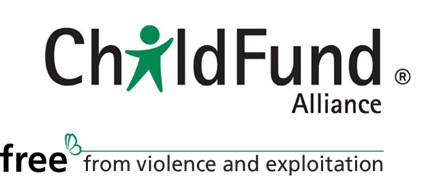 ChildFund ®
Alliance
free from violence and exploitation